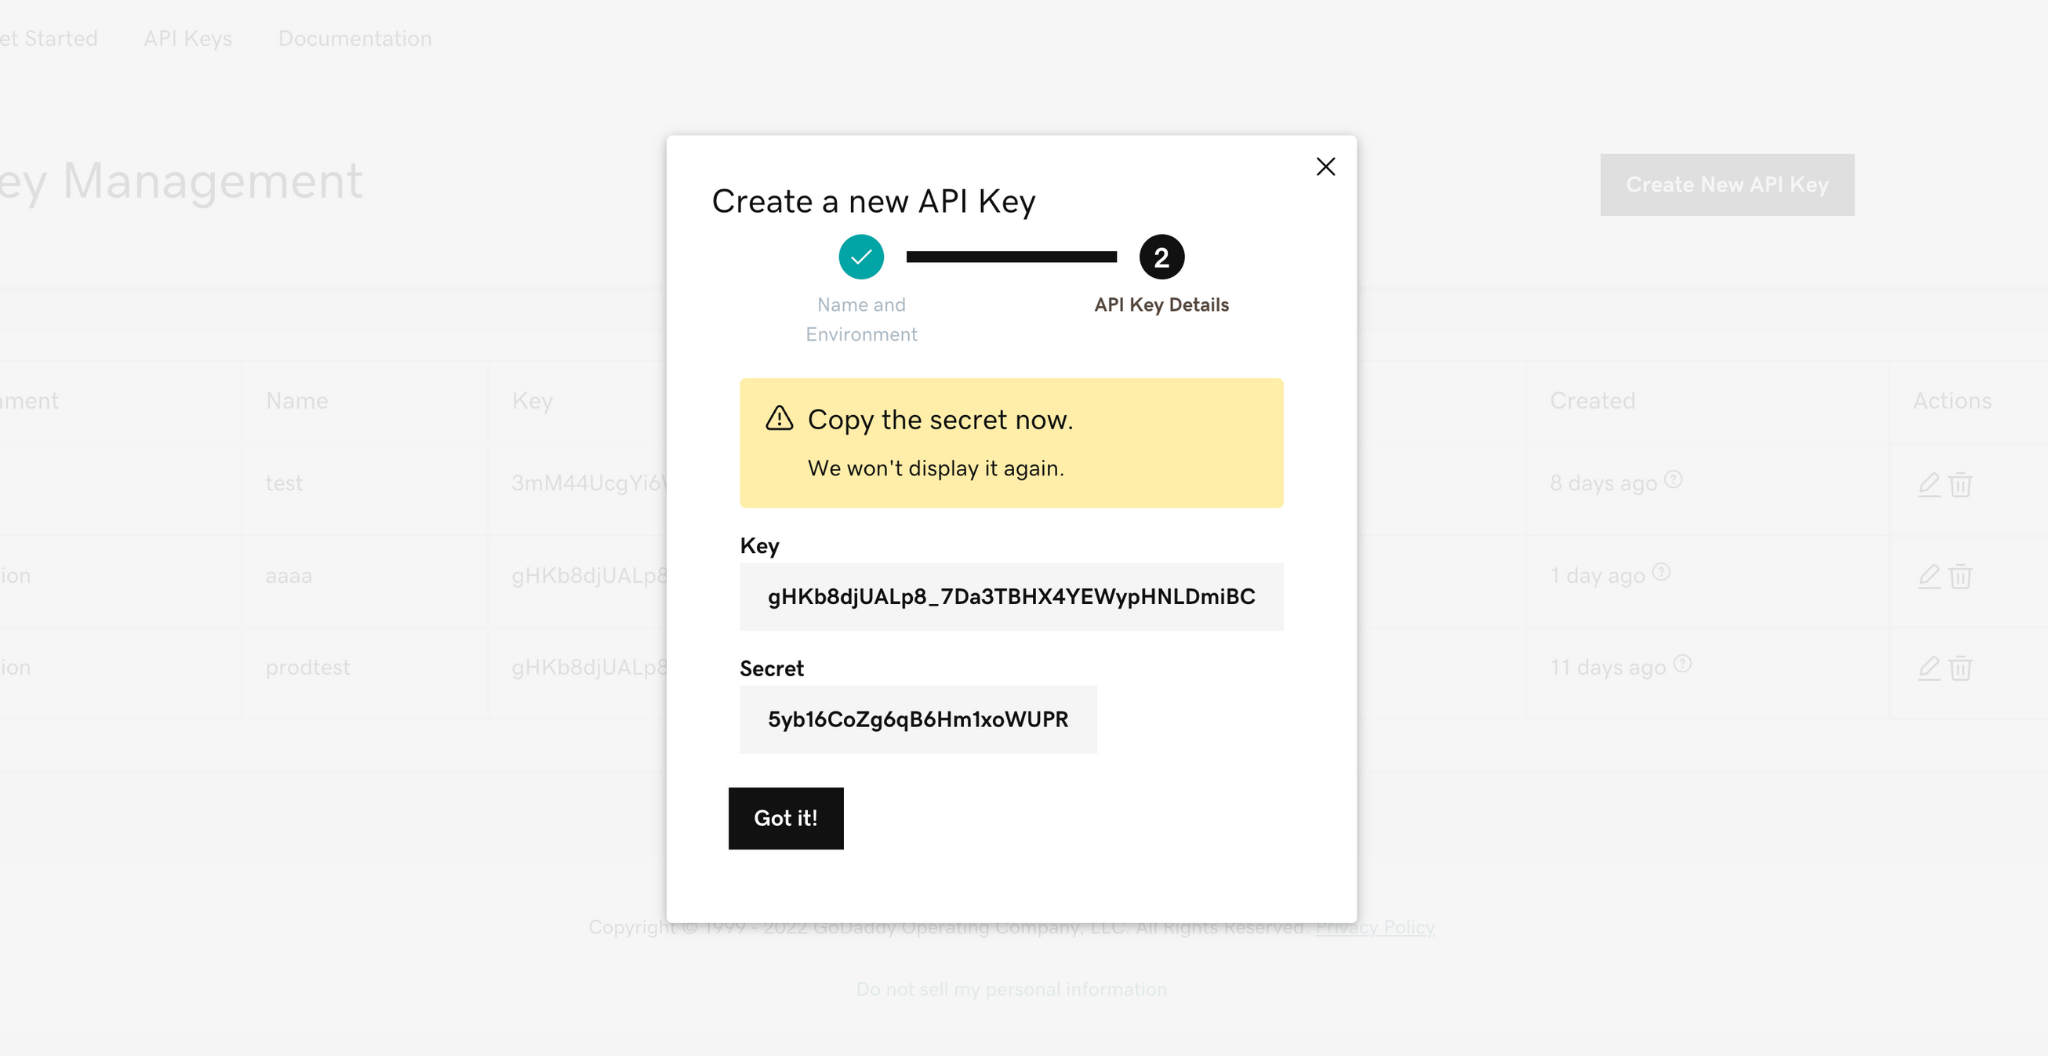 et Started API Keys Documentation
ey Management
Create New API Key
Create a new API Key
2
Name and
Environment
API Key Details
Copy the secret now.
We won't display it again.
Key
gHKb8djUALp8_7Da3TBHX4YEWypHNLDmiBC
Secret
5yb16CoZg6qB6Hm1xoWUPR
Got it!
nment Name Key Created Actions
test 3mM44UcgYi6 8 days ago ?
ion aaaa gHKb8djUALp8 1 day ago ?
ion prodtest gHKb8djUALp8 11 days ago ?
Copyright © 1999 - 2022 GoDaddy Operating Company, LLC. All Rights Reserved. Privacy Policy
Do not sell my personal information